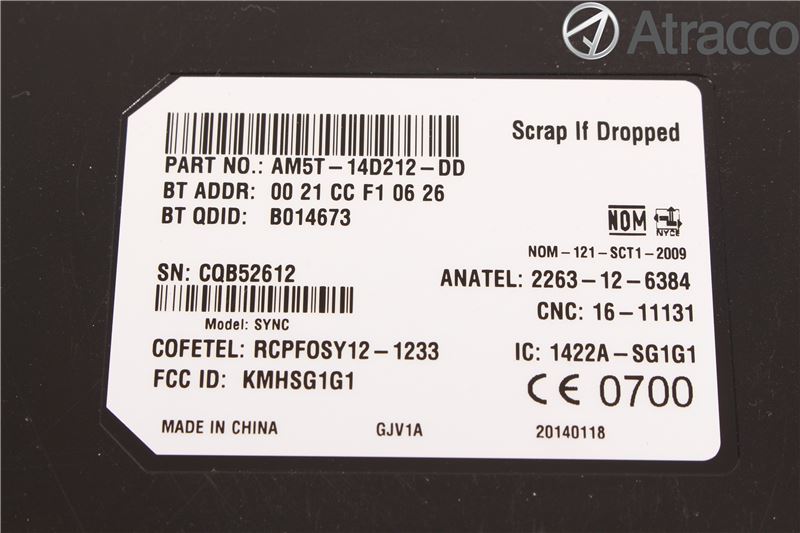 Atracco
Scrap If Dropped
PART NO.: AM5T-14D212-DD
BT ADDR: 00 21 CC F1 06 26
BT QDID: B014673
NOM NYCE
NOM-121-SCT1-2009
SN: CQB52612
ANATEL: 2263-12-6384
CNC: 16-11131
Model: SYNC
COFETEL: RCPFOSY12-1233
IC: 1422A-SG1G1
FCC ID: KMHSG1G1
CE 0700
MADE IN CHINA GJV1A 20140118